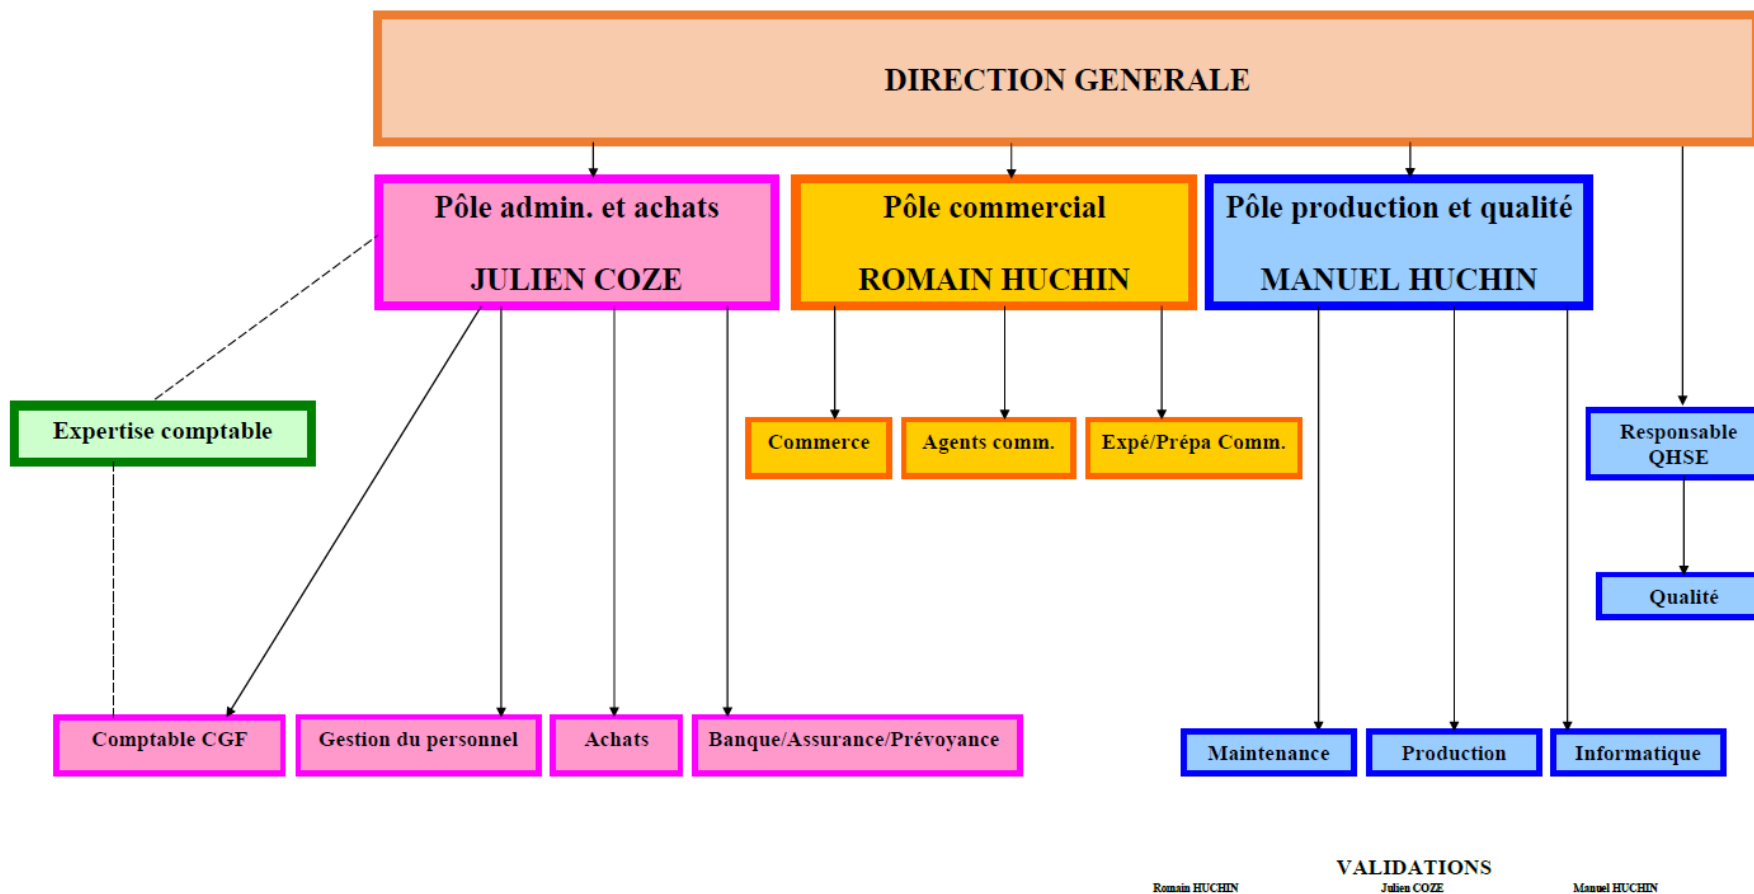 DIRECTION GENERALE
Pôle admin. et achats
JULIEN COZE
Pôle commercial
ROMAIN HUCHIN
Pôle production et qualité
MANUEL HUCHIN
Expertise comptable
Commerce
Agents comm.
Expé/Prépa Comm.
Responsable
QHSE
Qualité
Comptable CGF
Gestion du personnel
Achats
Banque/Assurance/Prévoyance
Maintenance
Production
Informatique
VALIDATIONS
Romain HUCHIN
Julien COZE
Manuel HUCHIN